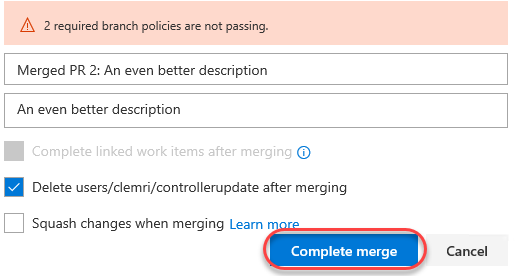 2 required branch policies are not passing.
Merged PR 2: An even better description
An even better description
Complete linked work items after merging
Delete users/clemri/controllerupdate after merging
Squash changes when merging Learn more
Complete merge Cancel